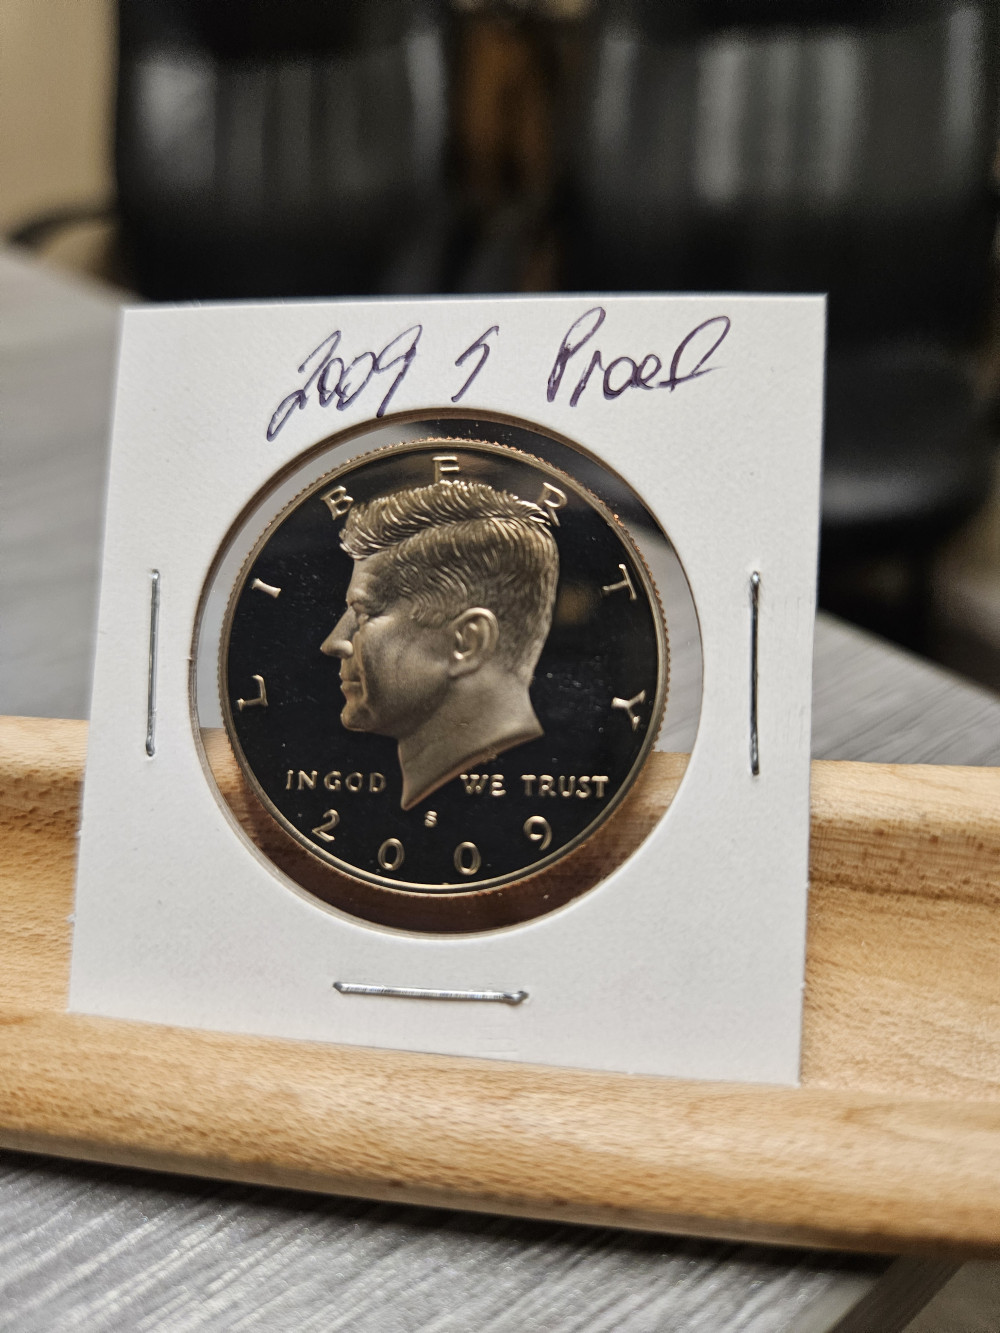 2009 S Proof
LIBERTY
IN GOD WE TRUST
S
2009